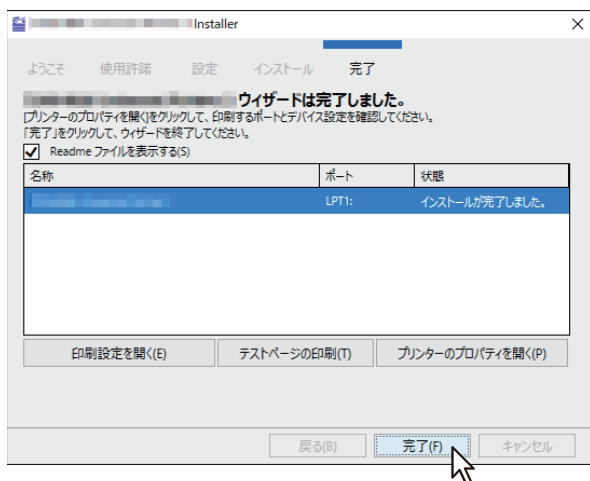 Installer
ようこそ 使用許諾 設定 インストール 完了
ウィザードは完了しました。
[プリンターのプロパティを開く]をクリックして、印刷するポートとデバイス設定を確認してください。
「完了」をクリックして、ウィザードを終了してください。
Readme ファイルを表示する(S)
名称 ポート 状態
LPT1: インストールが完了しました。
印刷設定を開く(E) テストページの印刷(T) プリンターのプロパティを開く(P)
戻る(B) 完了(F) キャンセル